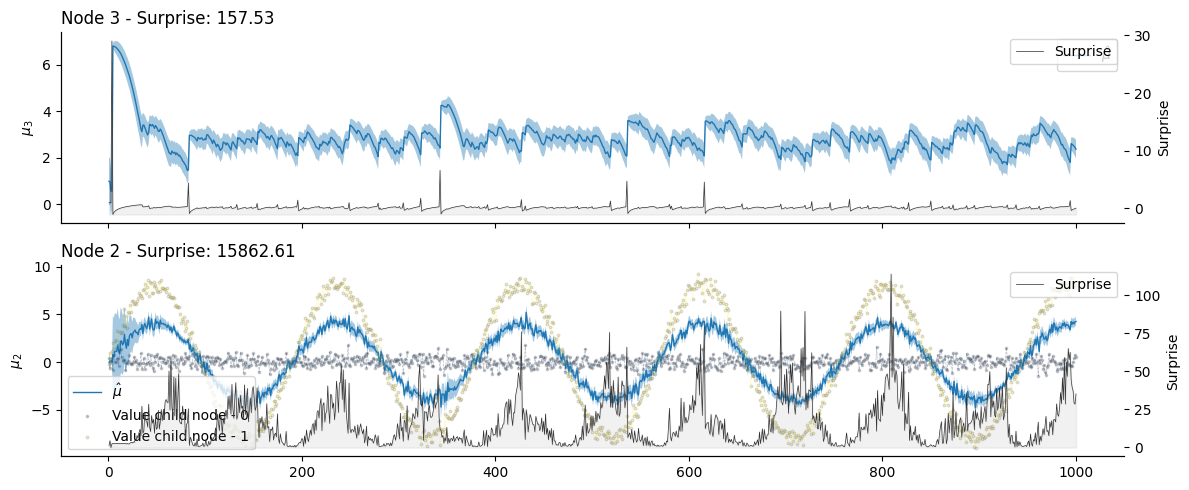 Node 3 - Surprise: 157.53
6
4
2
0
μ3
Surprise
30
20
10
0
Surprise
Node 2 - Surprise: 15862.61
10
5
0
−5
μ2
μ̂
Value child node - 0
Value child node - 1
Surprise
100
75
50
25
0
Surprise
0
200
400
600
800
1000